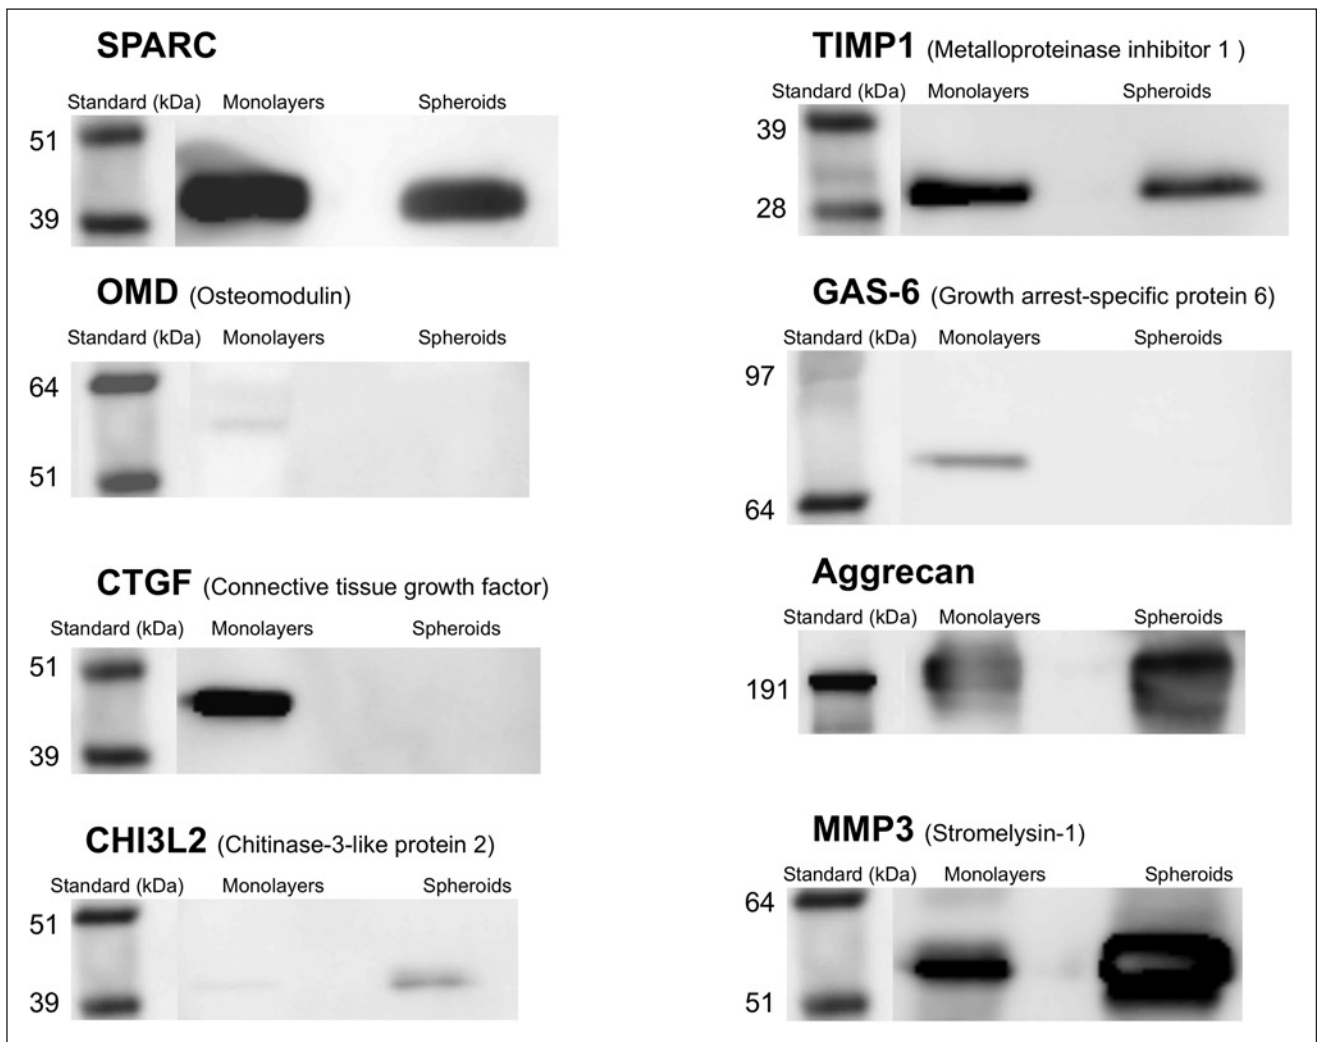 SPARC
Standard (kDa) Monolayers Spheroids
51
39
OMD (Osteomodulin)
Standard (kDa) Monolayers Spheroids
64
51
CTGF (Connective tissue growth factor)
Standard (kDa) Monolayers Spheroids
51
39
CHI3L2 (Chitinase-3-like protein 2)
Standard (kDa) Monolayers Spheroids
51
39
TIMP1 (Metalloproteinase inhibitor 1 )
Standard (kDa) Monolayers Spheroids
39
28
GAS-6 (Growth arrest-specific protein 6)
Standard (kDa) Monolayers Spheroids
97
64
Aggrecan
Standard (kDa) Monolayers Spheroids
191
MMP3 (Stromelysin-1)
Standard (kDa) Monolayers Spheroids
64
51